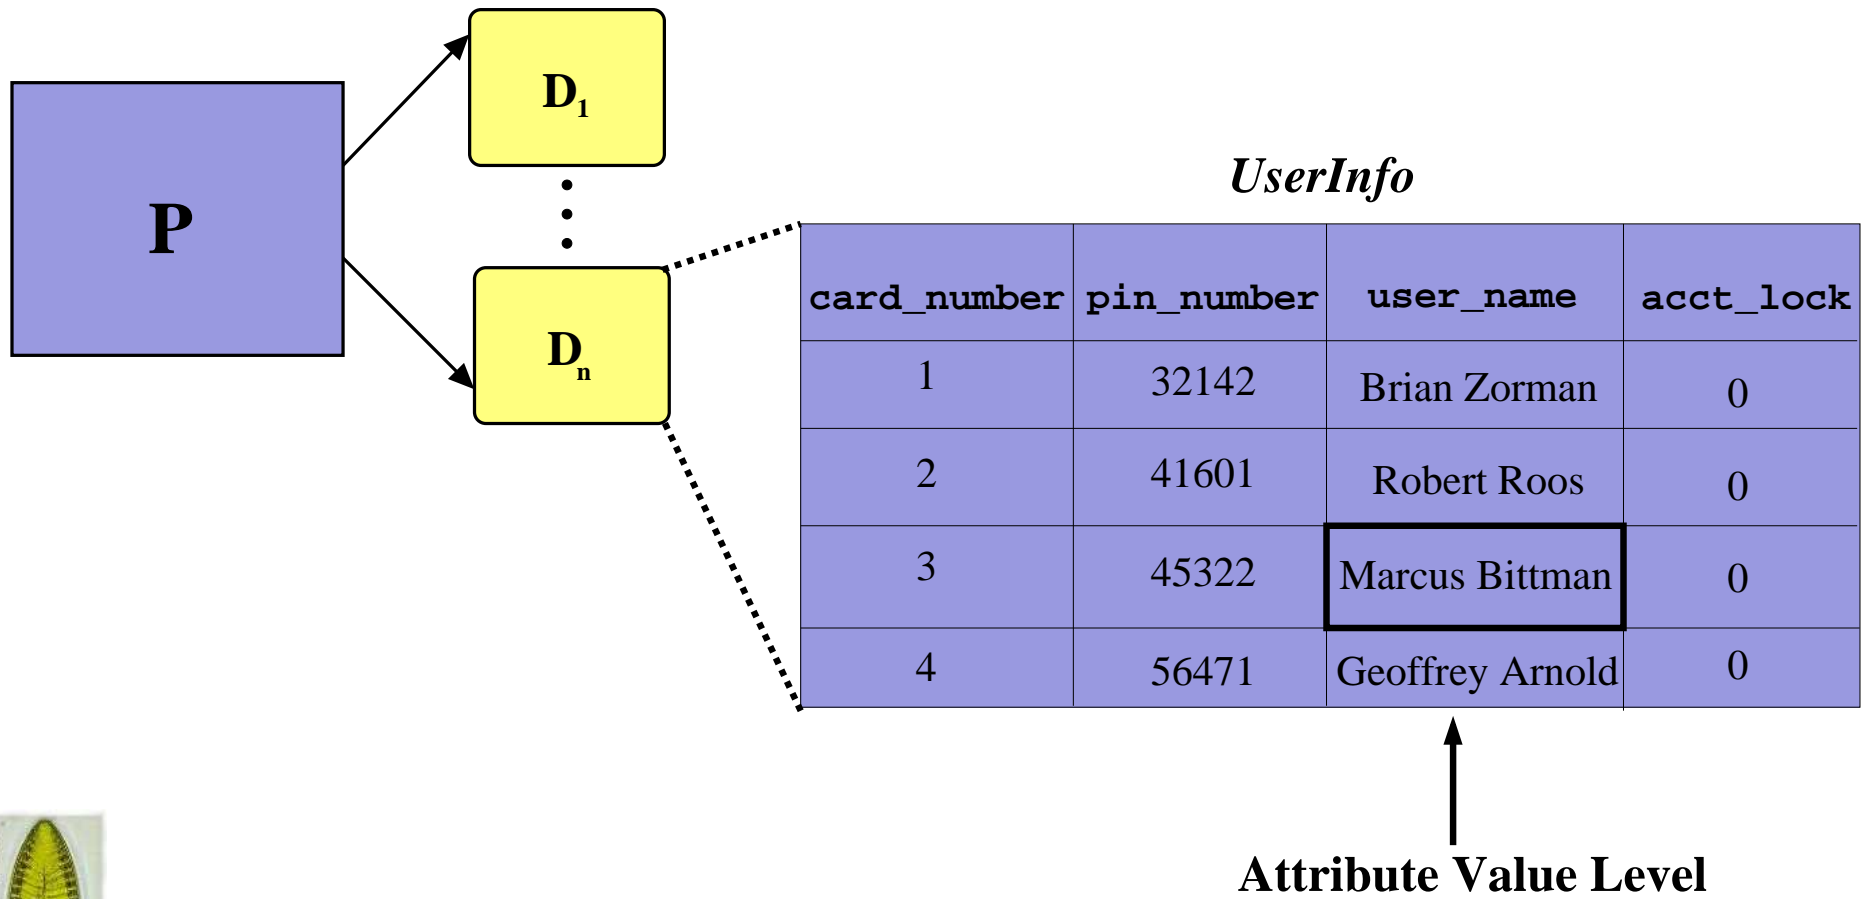 P
D1
Dn
UserInfo
card_number pin_number user_name acct_lock
1 32142 Brian Zorman 0
2 41601 Robert Roos 0
3 45322 Marcus Bittman 0
4 56471 Geoffrey Arnold 0
Attribute Value Level